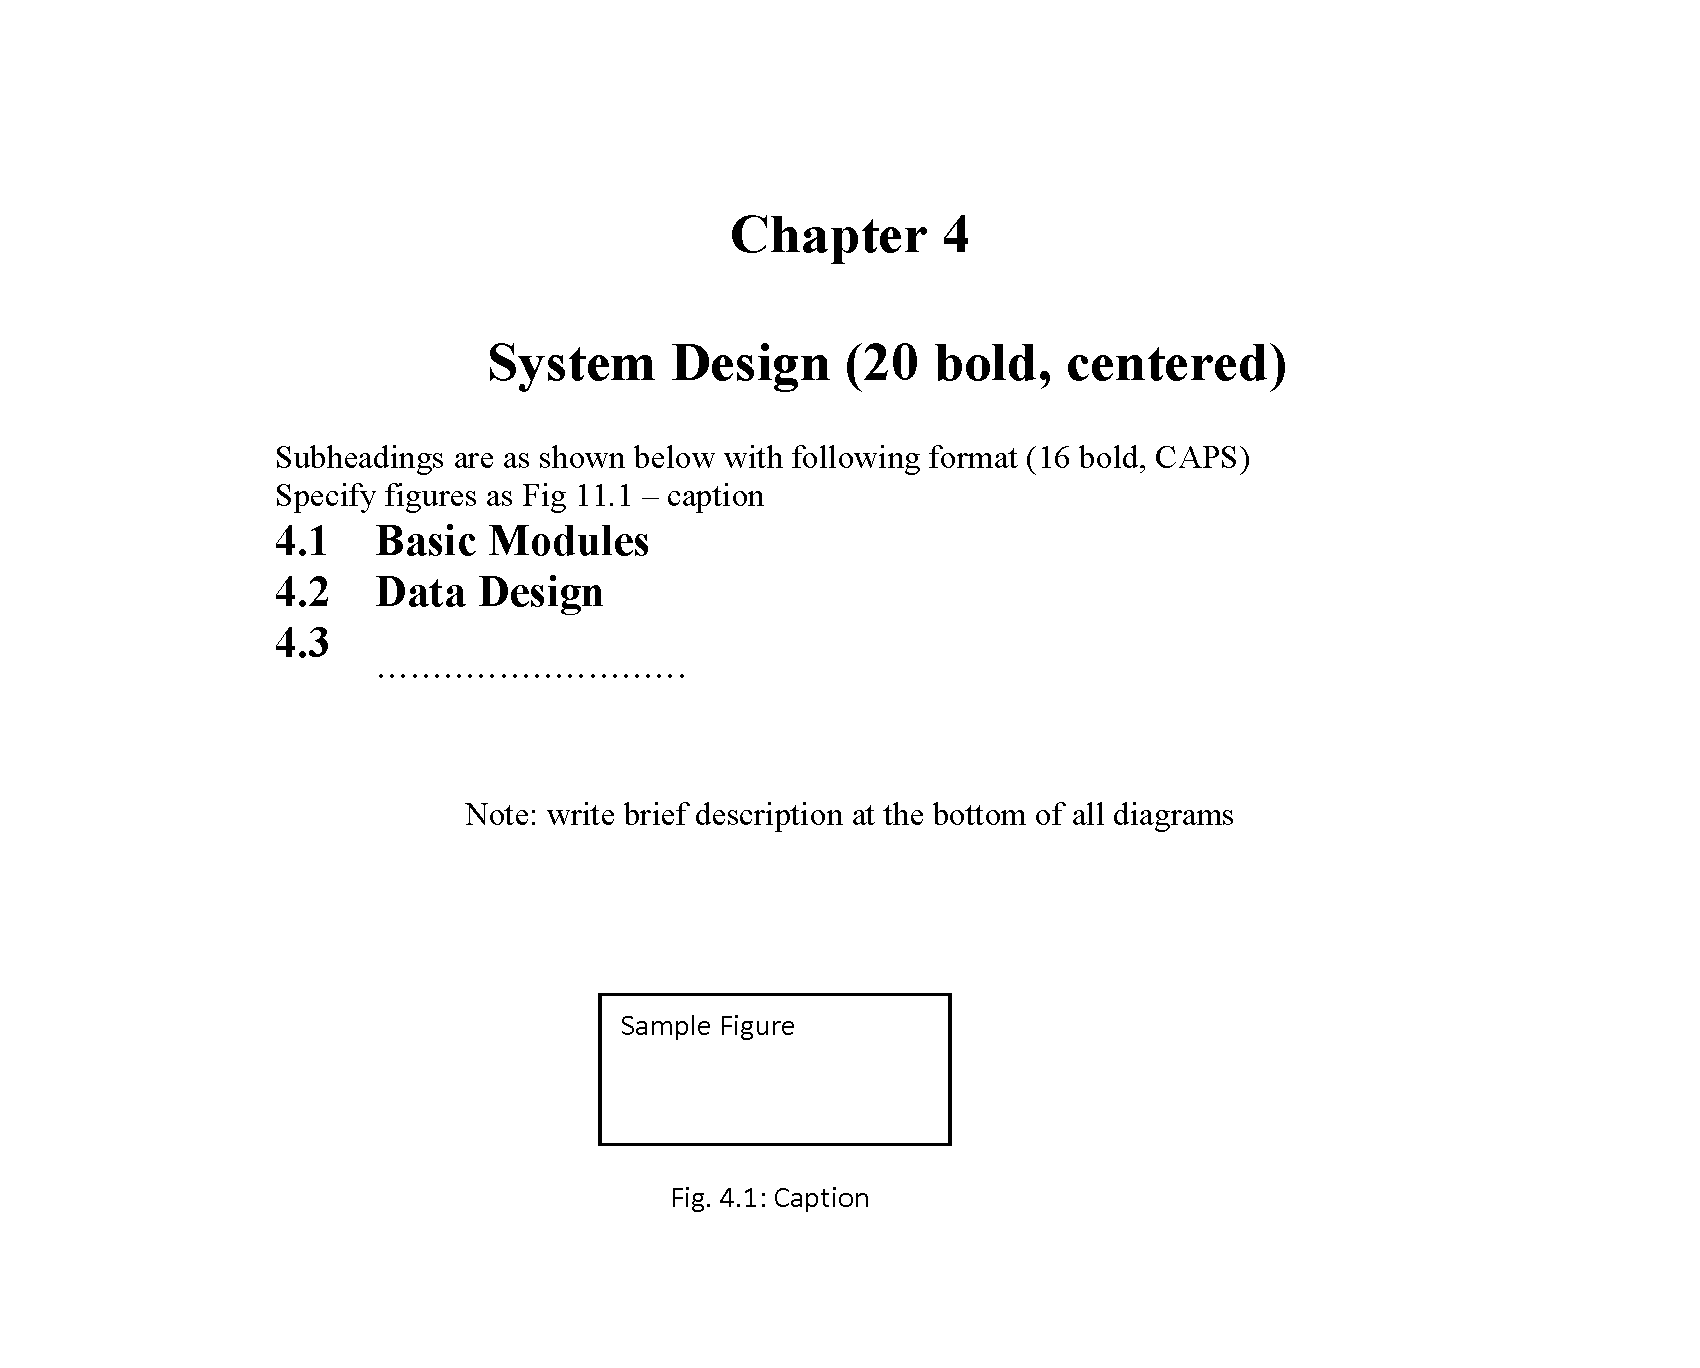 Chapter 4
System Design (20 bold, centered)
Subheadings are as shown below with following format (16 bold, CAPS)
Specify figures as Fig 11.1 – caption
4.1 Basic Modules
4.2 Data Design
4.3
…………………………
Note: write brief description at the bottom of all diagrams
Sample Figure
Fig. 4.1: Caption